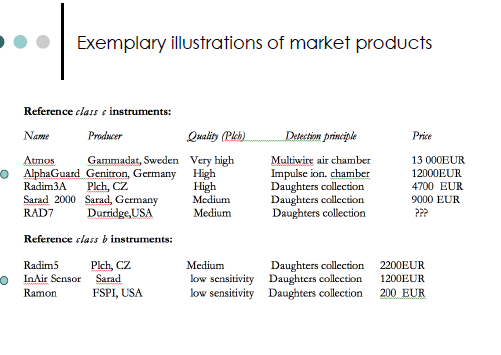 Exemplary illustrations of market products
Reference class c instruments:
Name Producer Quality (Plch) Detection principle Price
Atmos Gammadat, Sweden Very high Multiwire air chamber 13 000EUR
AlphaGuard Genitron, Germany High Impulse ion. chamber 12000EUR
Radim3A Plch, CZ High Daughters collection 4700 EUR
Sarad 2000 Sarad, Germany Medium Daughters collection 9000 EUR
RAD7 Durridge,USA Medium Daughters collection ???
Reference class b instruments:
Radim5 Plch, CZ Medium Daughters collection 2200EUR
InAir Sensor Sarad low sensitivity Daughters collection 1200EUR
Ramon FSPI, USA low sensitivity Daughters collection 200 EUR